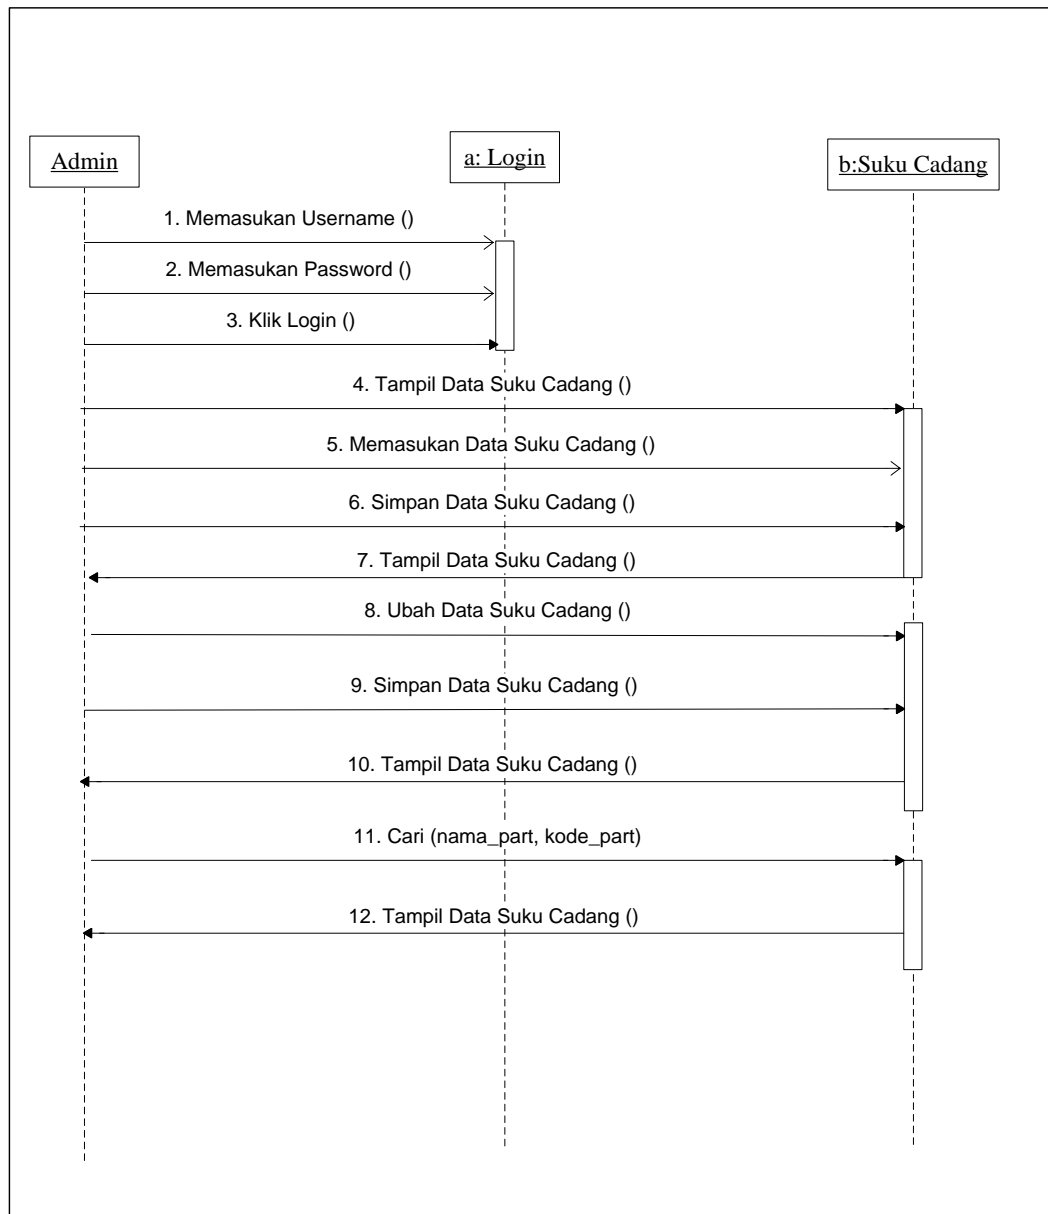 Admin
a: Login
b:Suku Cadang
1. Memasukan Username ()
2. Memasukan Password ()
3. Klik Login ()
4. Tampil Data Suku Cadang ()
5. Memasukan Data Suku Cadang ()
6. Simpan Data Suku Cadang ()
7. Tampil Data Suku Cadang ()
8. Ubah Data Suku Cadang ()
9. Simpan Data Suku Cadang ()
10. Tampil Data Suku Cadang ()
11. Cari (nama_part, kode_part)
12. Tampil Data Suku Cadang ()